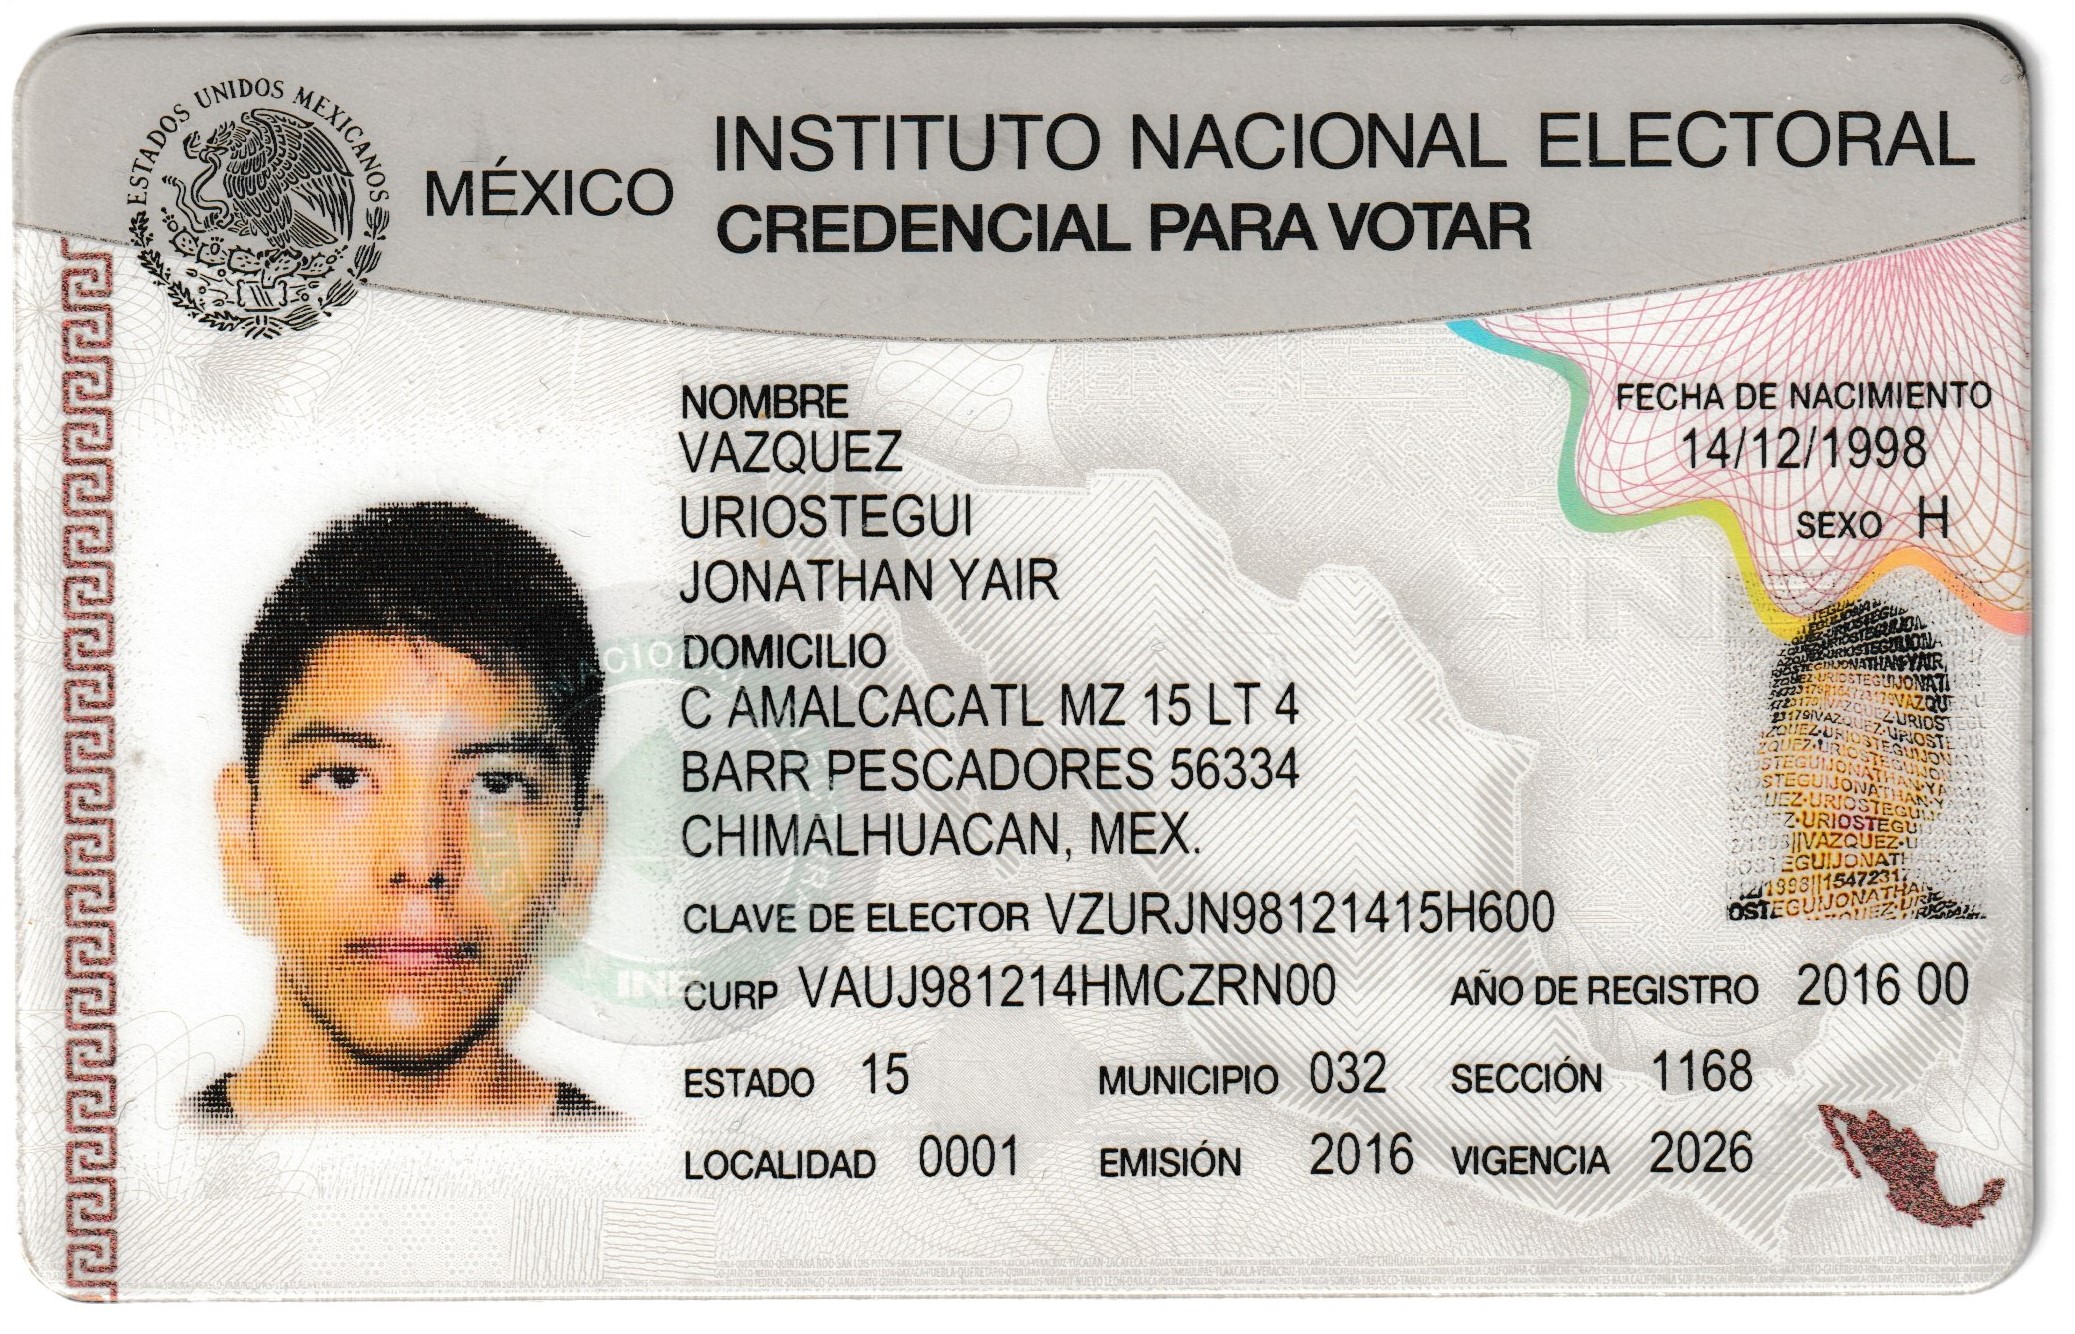 ESTADOS UNIDOS MEXICANOS
MÉXICO
INSTITUTO NACIONAL ELECTORAL
CREDENCIAL PARA VOTAR
NOMBRE
VAZQUEZ
URIOSTEGUI
JONATHAN YAIR
FECHA DE NACIMIENTO
14/12/1998
SEXO H
DOMICILIO
C AMALCACATL MZ 15 LT 4
BARR PESCADORES 56334
CHIMALHUACAN, MEX.
CLAVE DE ELECTOR VZURJN98121415H600
CURP VAUJ981214HMCZRN00 AÑO DE REGISTRO 2016 00
ESTADO 15 MUNICIPIO 032 SECCIÓN 1168
LOCALIDAD 0001 EMISIÓN 2016 VIGENCIA 2026